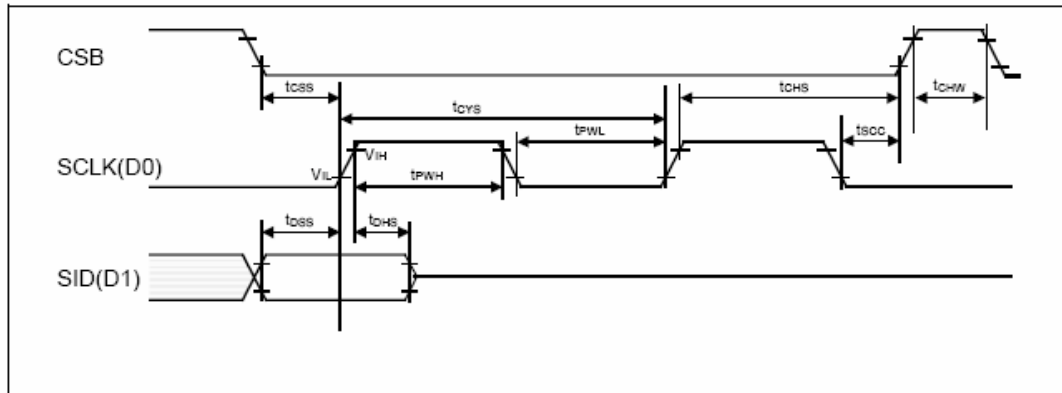 CSB
tCSS
tCHS
tCHW
tCYS
tPWL
tSCC
SCLK(D0)
VIL
VIH
tPWH
tDSS
tDHS
SID(D1)